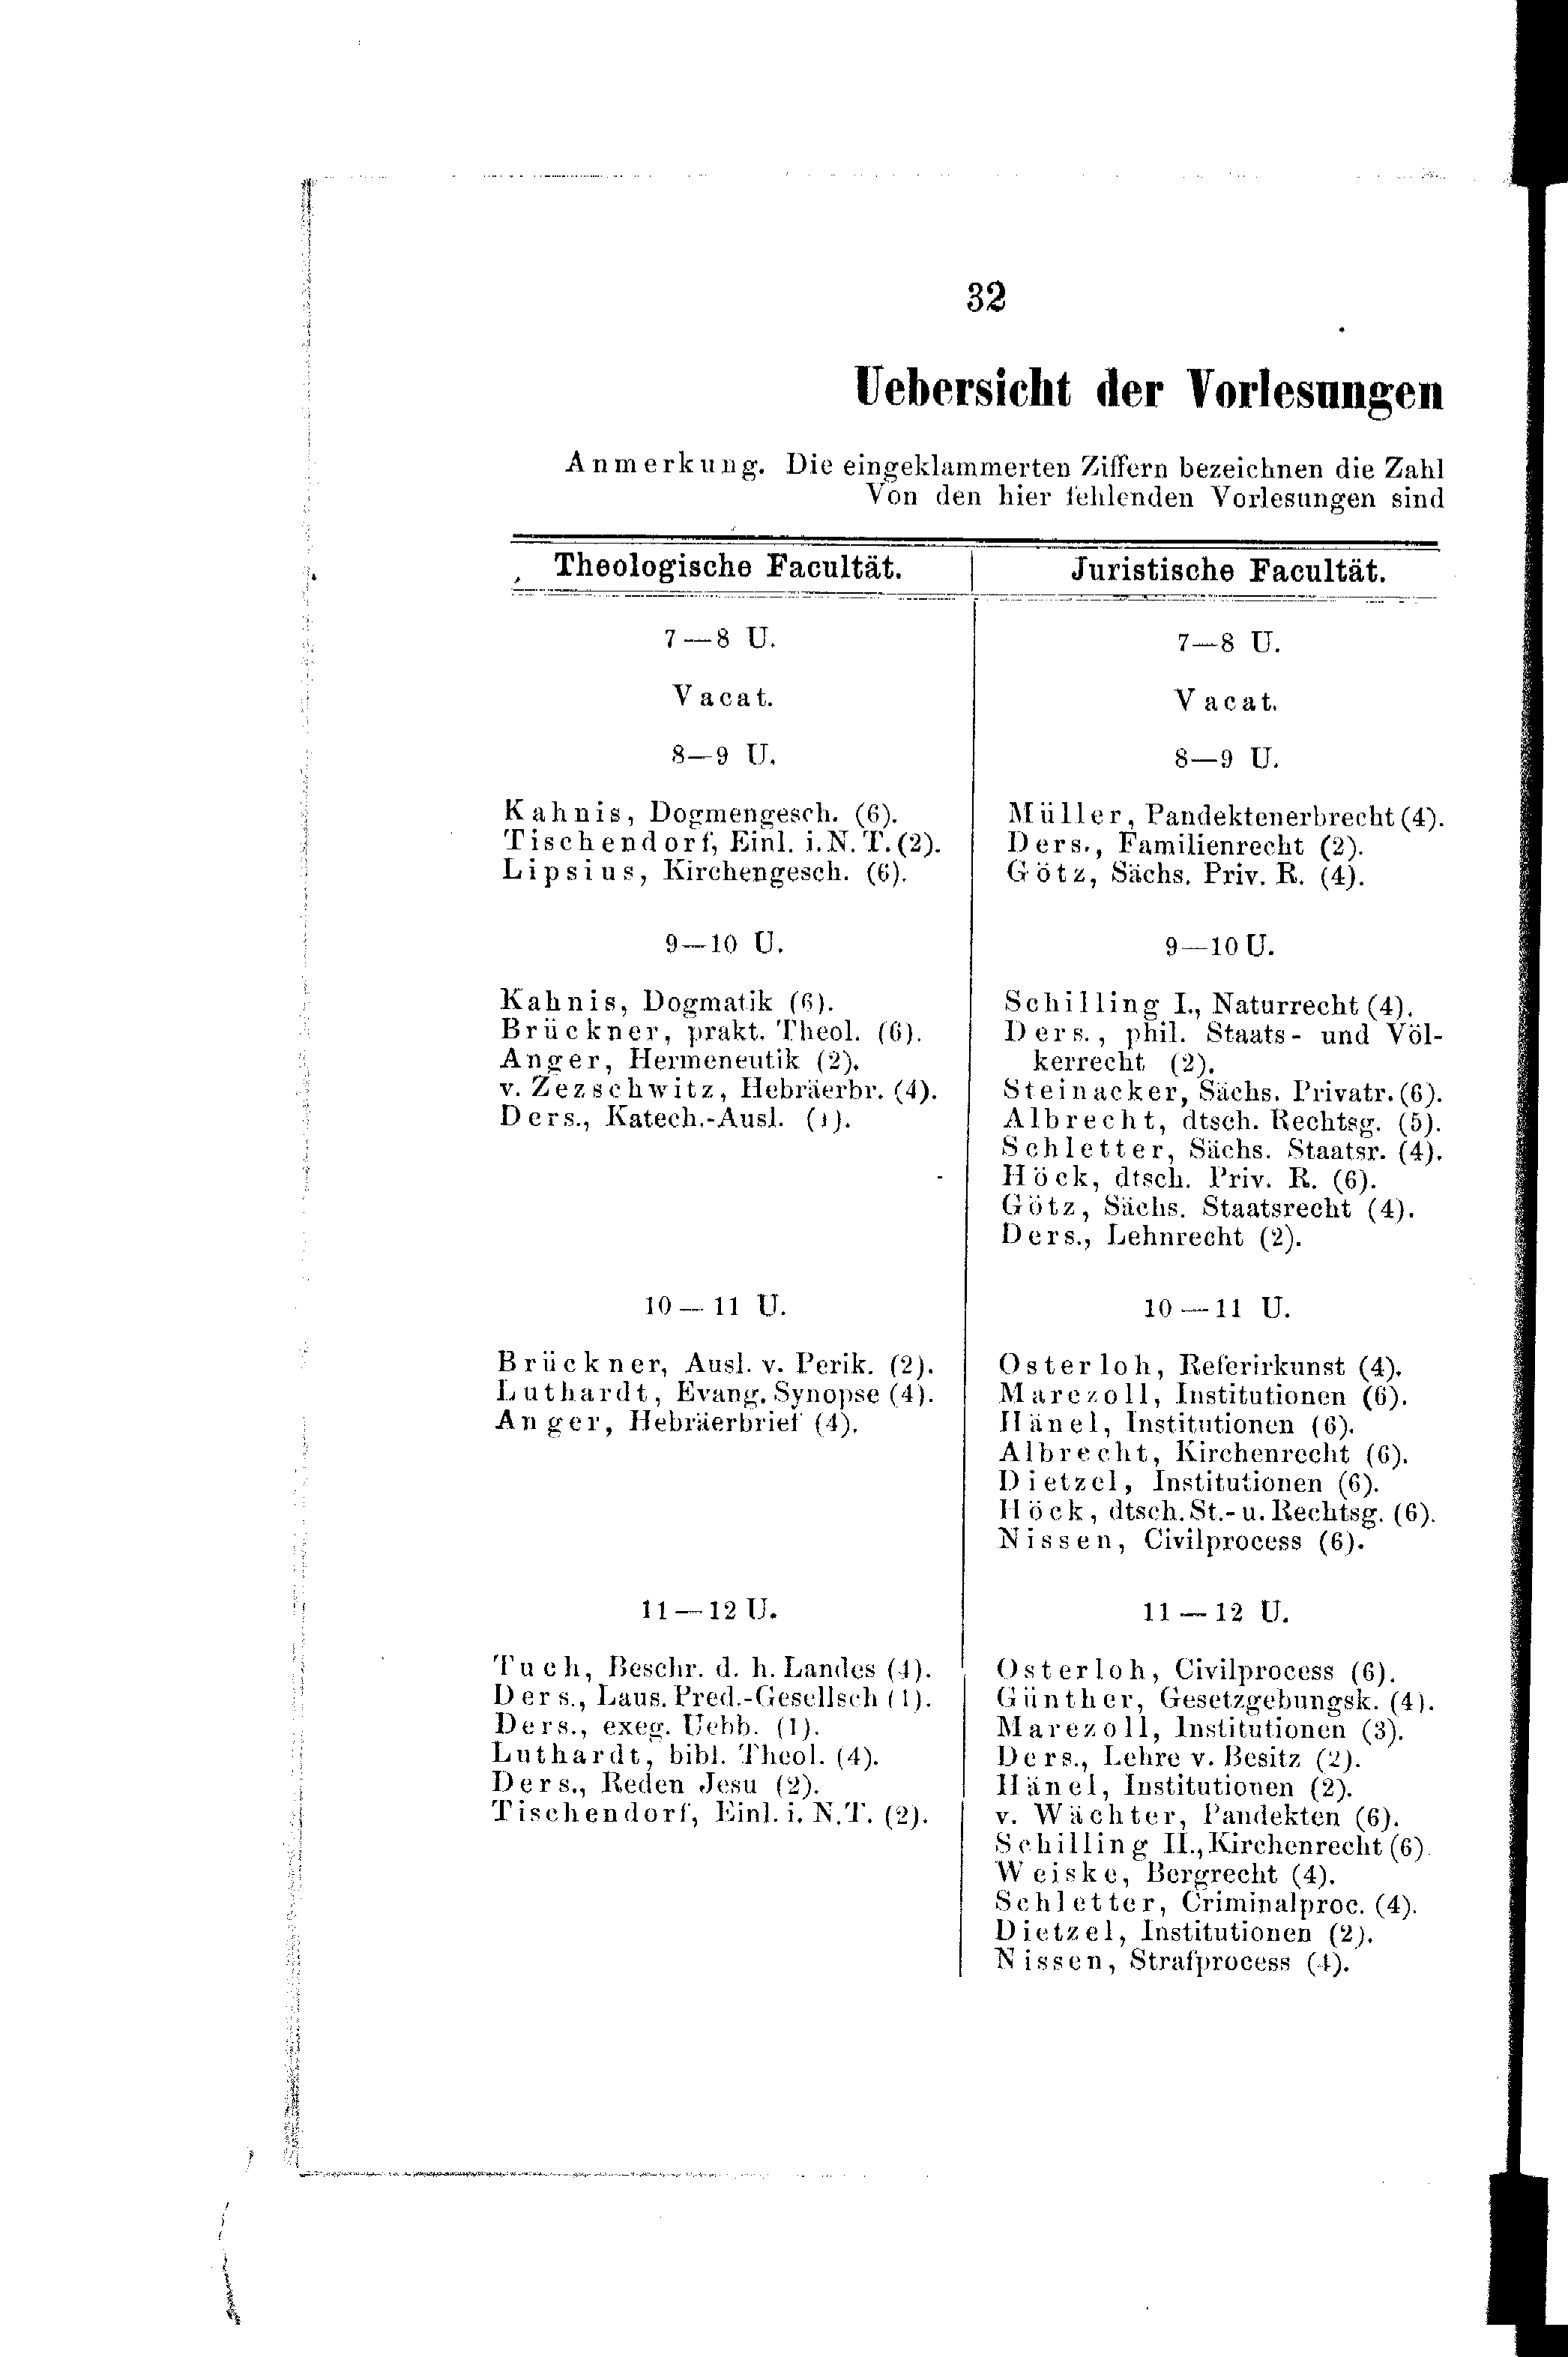 32
Uebersicht der Vorlesungen
Anmerkung. Die eingeklammerten Ziffern bezeichnen die Zahl
Von den hier fehlenden Vorlesungen sind
Theologische Facultät.
7—8 U.
Vacat.
8—9 U.
Kahnis, Dogmengesch. (6).
Tischendorf, Einl. i. N. T. (2).
Lipsius, Kirchengesch. (6).
9—10 U.
Kahnis, Dogmatik (6).
Brückner, prakt. Theol. (6).
Anger, Hermeneutik (2).
v. Zezschwitz, Hebräerbr. (4).
Ders., Katech.-Ausl. (1).
10—11 U.
Brückner, Ausl. v. Perik. (2).
Luthardt, Evang. Synopse (4).
Anger, Hebräerbrief (4).
11—12 U.
Tuch, Beschr. d. h. Landes (4).
Ders., Laus. Pred.-Gesellsch (1).
Ders., exeg. Uebb. (1).
Luthardt, bibl. Theol. (4).
Ders., Reden Jesu (2).
Tischendorf, Einl. i. N. T. (2).
Juristische Facultät.
7—8 U.
Vacat.
8—9 U.
Müller, Pandektenerbrecht (4).
Ders., Familienrecht (2).
Götz, Sächs. Priv. R. (4).
9—10 U.
Schilling I., Naturrecht (4).
Ders., phil. Staats- und Völ-
kerrecht (2).
Steinacker, Sächs. Privatr. (6).
Albrecht, dtsch. Rechtsg. (5).
Schletter, Sächs. Staatsr. (4).
Höck, dtsch. Priv. R. (6).
Götz, Sächs. Staatsrecht (4).
Ders., Lehnrecht (2).
10—11 U.
Osterloh, Referirkunst (4).
Marezoll, Institutionen (6).
Hänel, Institutionen (6).
Albrecht, Kirchenrecht (6).
Dietzel, Institutionen (6).
Höck, dtsch. St.- u. Rechtsg. (6).
Nissen, Civilprocess (6).
11—12 U.
Osterloh, Civilprocess (6).
Günther, Gesetzgebungsk. (4).
Marezoll, Institutionen (3).
Ders., Lehre v. Besitz (2).
Hänel, Institutionen (2).
v. Wächter, Pandekten (6).
Schilling II., Kirchenrecht (6)
Weiske, Bergrecht (4).
Schletter, Criminalproc. (4).
Dietzel, Institutionen (2).
Nissen, Strafprocess (4).